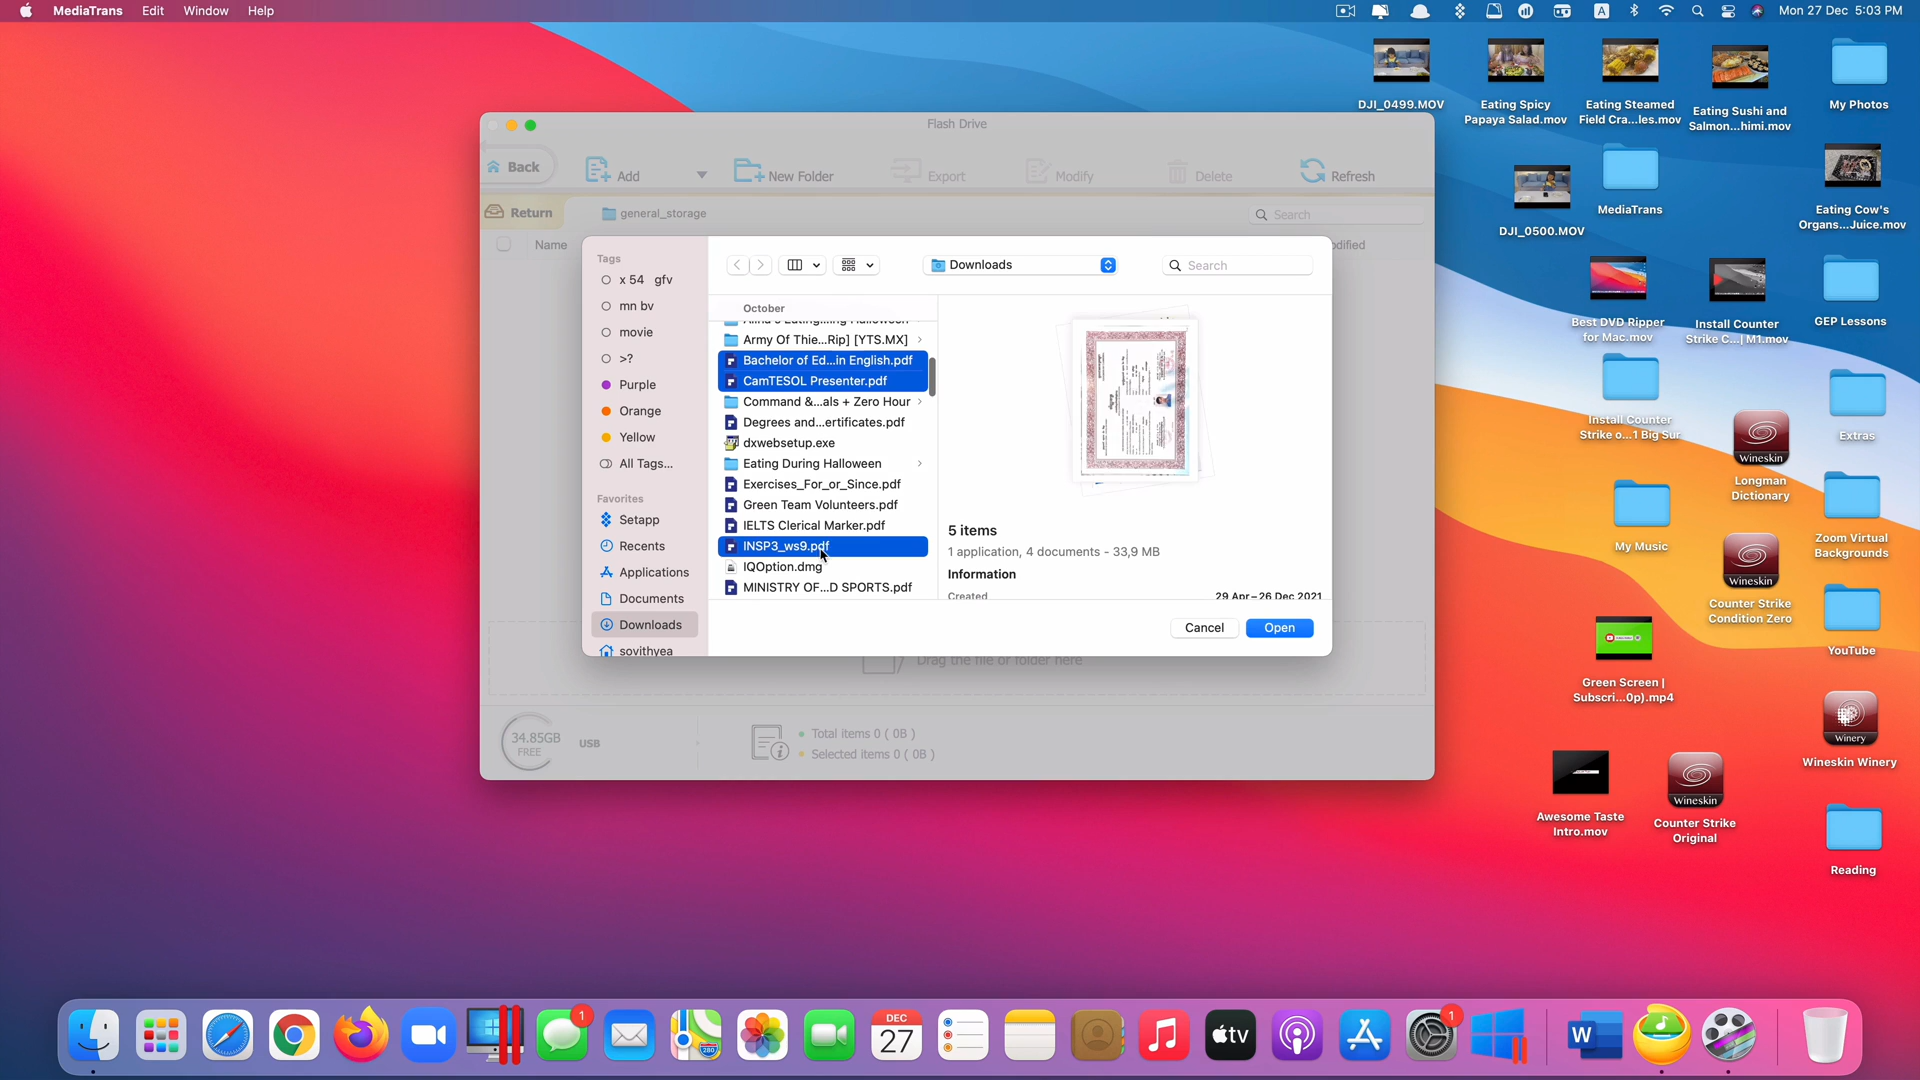 MediaTrans Edit Window Help
A Mon 27 Dec 5:03 PM
DJI_0499.MOV
Eating Spicy
Papaya Salad.mov
Eating Steamed
Field Cra...les.mov
Eating Sushi and
Salmon...himi.mov
My Photos
DJI_0500.MOV
MediaTrans
Eating Cow's
Organs...Juice.mov
Best DVD Ripper
for Mac.mov
Install Counter
Strike C...| M1.mov
GEP Lessons
Install Counter
Strike o...1 Big Sur
Wineskin
Longman
Dictionary
Extras
My Music
Wineskin
Counter Strike
Condition Zero
Zoom Virtual
Backgrounds
Green Screen |
Subscri...0p).mp4
YouTube
Winery
Wineskin Winery
Awesome Taste
Intro.mov
Wineskin
Counter Strike
Original
Reading
Flash Drive
Back
Add
New Folder
Export
Modify
Delete
Refresh
Return
general_storage
Search
Name
Tags
x 54 gfv
mn bv
movie
>?
Purple
Orange
Yellow
All Tags...
Favorites
Setapp
Recents
Applications
Documents
Downloads
sovithyea
Downloads
Search
October
Army Of Thie...Rip] [YTS.MX]
Bachelor of Ed...in English.pdf
CamTESOL Presenter.pdf
Command &...als + Zero Hour
Degrees and...ertificates.pdf
dxwebsetup.exe
Eating During Halloween
Exercises_For_or_Since.pdf
Green Team Volunteers.pdf
IELTS Clerical Marker.pdf
INSP3_ws9.pdf
IQOption.dmg
MINISTRY OF...D SPORTS.pdf
5 items
1 application, 4 documents - 33,9 MB
Information
Created 29 Apr – 26 Dec 2021
Cancel
Open
Drag the file or folder here
34.85GB
FREE
USB
Total items 0 ( 0B )
Selected items 0 ( 0B )
1
280
DEC
27
tv
1
W